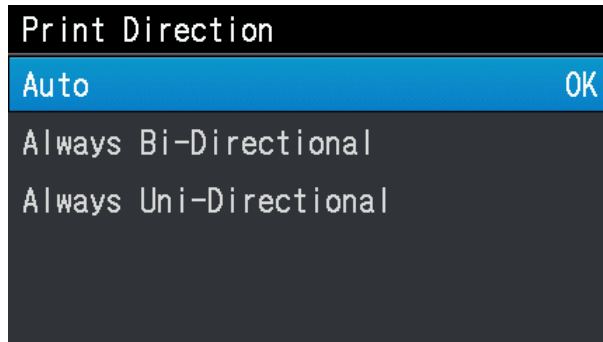 Print Direction
Auto OK
Always Bi-Directional
Always Uni-Directional